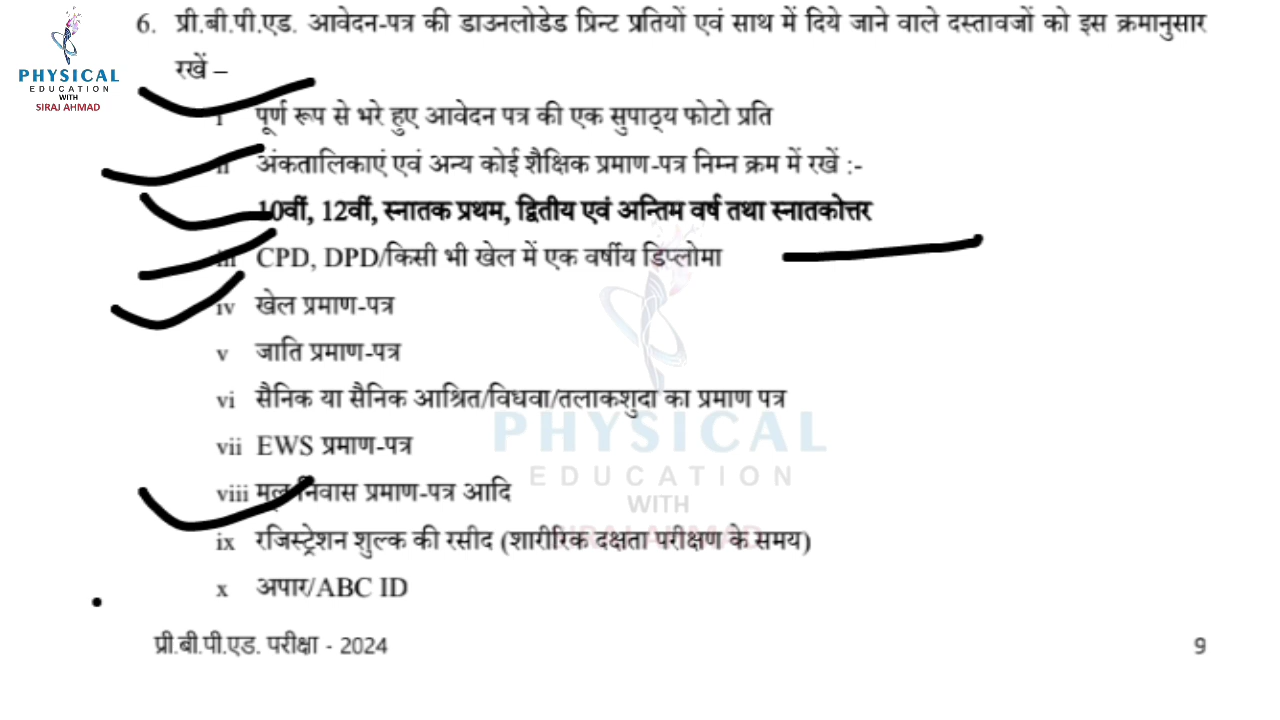 PHYSICAL
EDUCATION
WITH
SIRAJ AHMAD
6. प्री.बी.पी.एड. आवेदन-पत्र की डाउनलोडेड प्रिन्ट प्रतियों एवं साथ में दिये जाने वाले दस्तावजों को इस क्रमानुसार
रखें –
i पूर्ण रूप से भरे हुए आवेदन पत्र की एक सुपाठ्य फोटो प्रति
ii अंकतालिकाएं एवं अन्य कोई शैक्षिक प्रमाण-पत्र निम्न क्रम में रखें :-
10वीं, 12वीं, स्नातक प्रथम, द्वितीय एवं अन्तिम वर्ष तथा स्नातकोत्तर
iii CPD, DPD/किसी भी खेल में एक वर्षीय डिप्लोमा
iv खेल प्रमाण-पत्र
v जाति प्रमाण-पत्र
vi सैनिक या सैनिक आश्रित/विधवा/तलाकशुदा का प्रमाण पत्र
PHYSICAL
vii EWS प्रमाण-पत्र
EDUCATION
viii मूल निवास प्रमाण-पत्र आदि
WITH
SIRAJ AHMAD
ix रजिस्ट्रेशन शुल्क की रसीद (शारीरिक दक्षता परीक्षण के समय)
x अपार/ABC ID
प्री.बी.पी.एड. परीक्षा - 2024 9